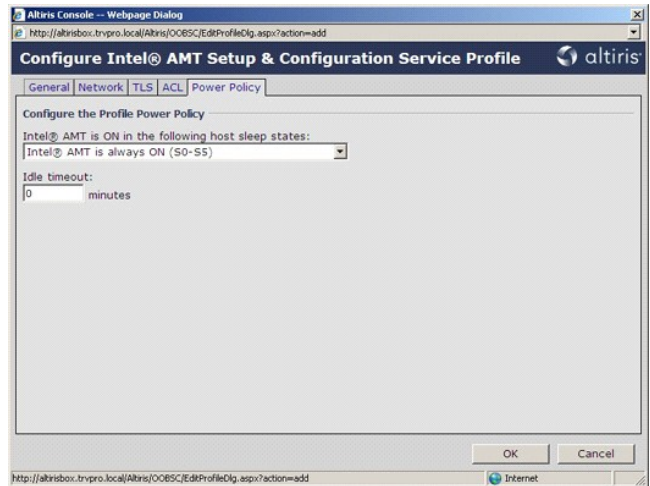 Altiris Console -- Webpage Dialog
http://altirisbox.trvpro.local/Altiris/OOBSC/EditProfileDlg.aspx?action=add
Configure Intel® AMT Setup & Configuration Service Profile
altiris
General Network TLS ACL Power Policy
Configure the Profile Power Policy
Intel® AMT is ON in the following host sleep states:
Intel® AMT is always ON (S0-S5)
Idle timeout:
0 minutes
OK Cancel
http://altirisbox.trvpro.local/Altiris/OOBSC/EditProfileDlg.aspx?action=add Internet